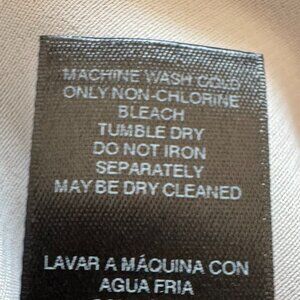 MACHINE WASH COLD
ONLY NON-CHLORINE
BLEACH
TUMBLE DRY
DO NOT IRON
SEPARATELY
MAY BE DRY CLEANED
LAVAR A MÁQUINA CON
AGUA FRIA